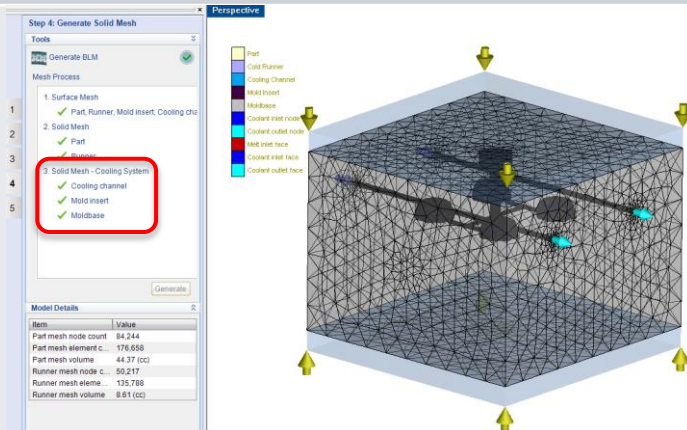 Perspective
Step 4: Generate Solid Mesh
Tools
Generate BLM
Mesh Process
1. Surface Mesh
Part, Runner, Mold insert, Cooling cha
2. Solid Mesh
Part
Runner
3. Solid Mesh - Cooling System
Cooling channel
Mold insert
Moldbase
Generate
1
2
3
4
5
Model Details
Item Value
Part mesh node count 84,244
Part mesh element c... 176,658
Part mesh volume 44.37 (cc)
Runner mesh node c... 50,217
Runner mesh eleme... 135,788
Runner mesh volume 8.61 (cc)
Part
Cold Runner
Cooling Channel
Mold Insert
Moldbase
Coolant inlet node
Coolant outlet node
Melt inlet face
Coolant inlet face
Coolant outlet face